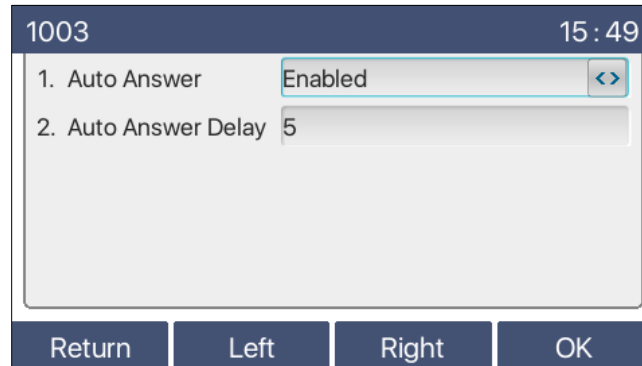 1003 15:49
1. Auto Answer Enabled <>
2. Auto Answer Delay 5
Return Left Right OK